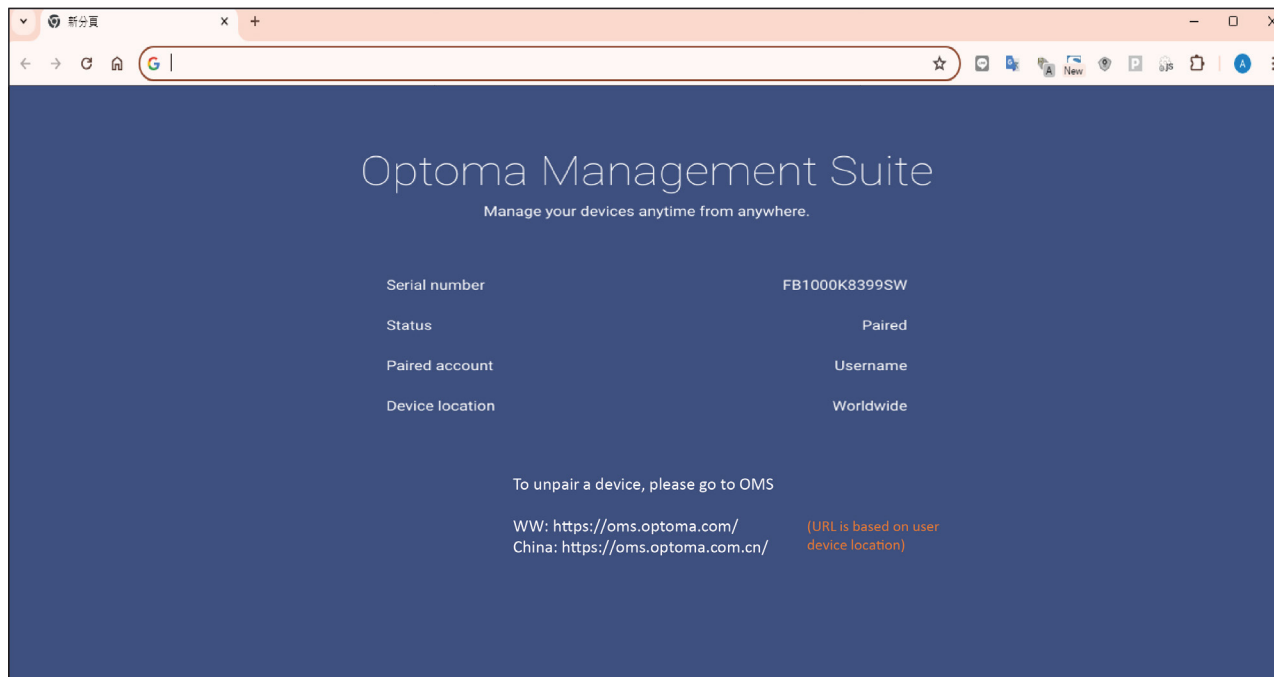 新分頁
New
A
Optoma Management Suite
Manage your devices anytime from anywhere.
Serial number FB1000K8399SW
Status Paired
Paired account Username
Device location Worldwide
To unpair a device, please go to OMS
WW: https://oms.optoma.com/ (URL is based on user
China: https://oms.optoma.com.cn/ device location)